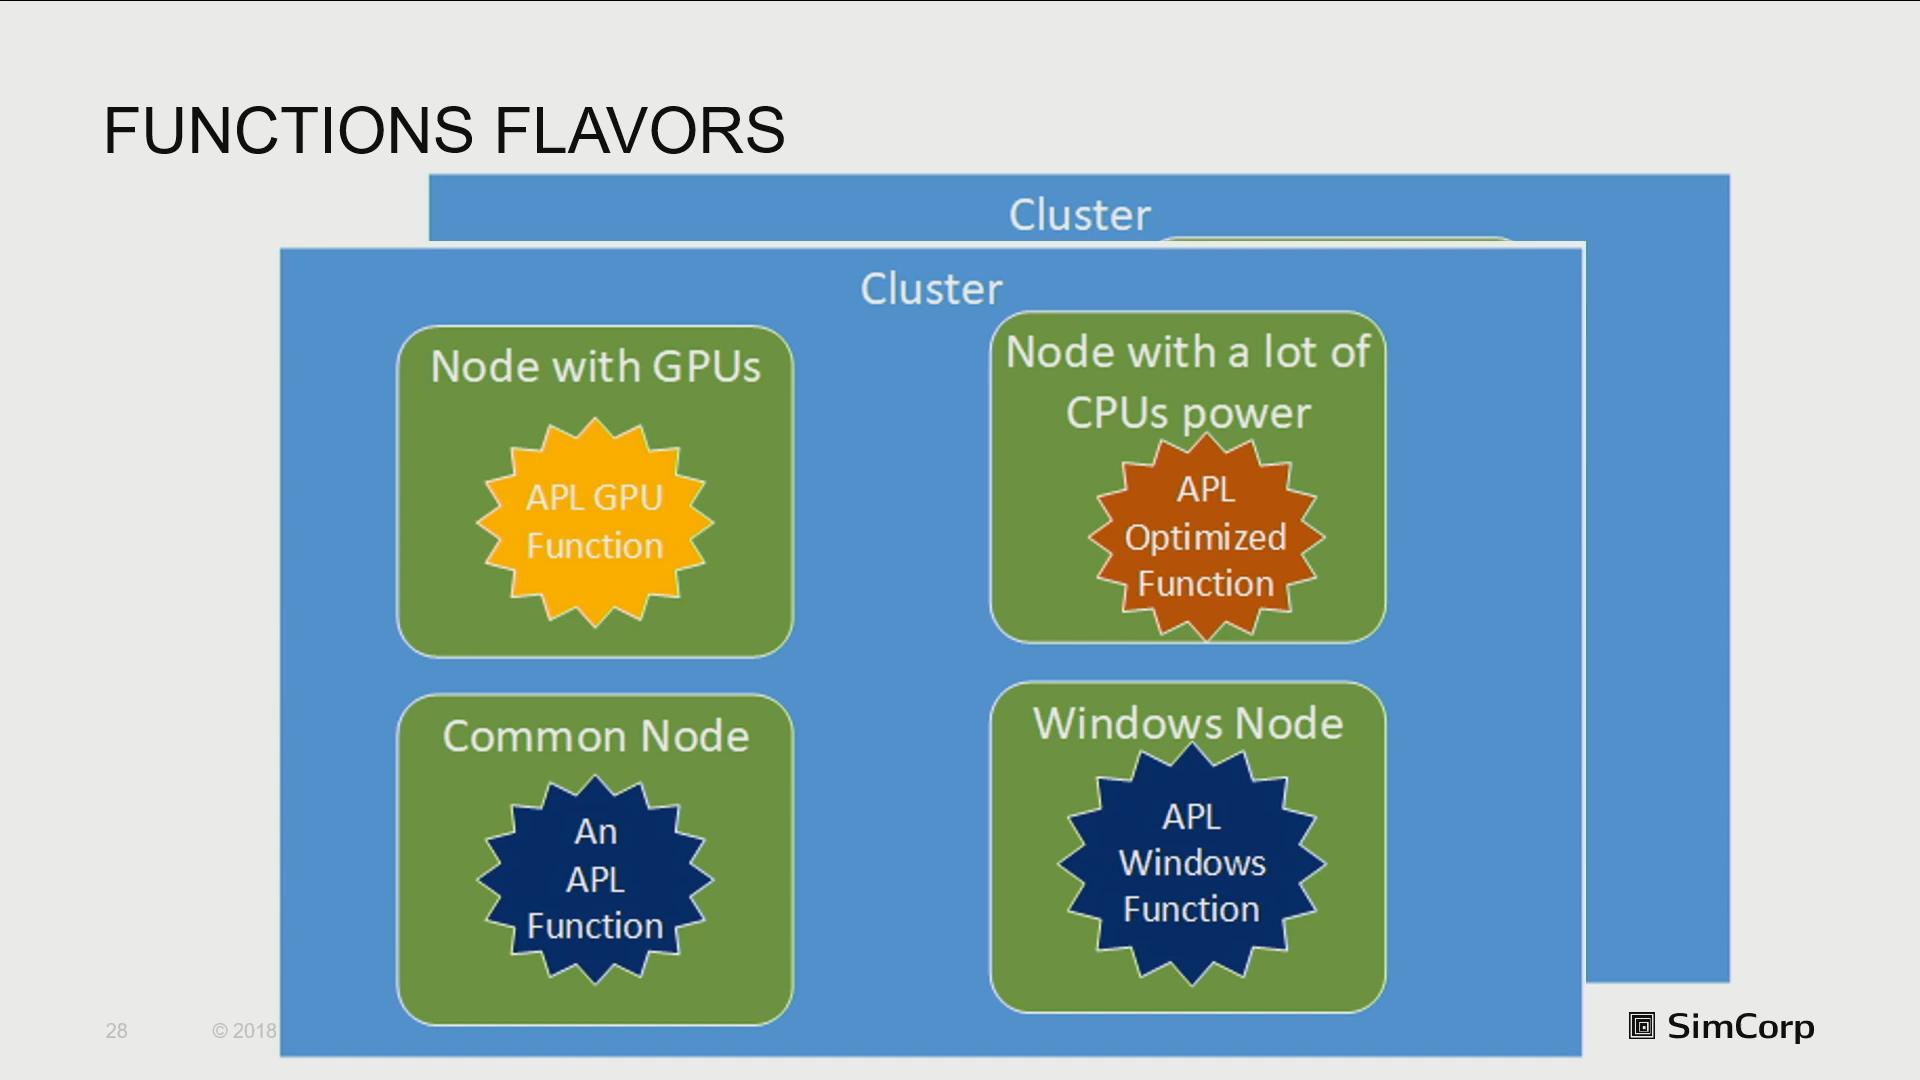 FUNCTIONS FLAVORS
Cluster
Cluster
Node with GPUs
APL GPU
Function
Node with a lot of
CPUs power
APL
Optimized
Function
Common Node
An
APL
Function
Windows Node
APL
Windows
Function
28
© 2018
SimCorp